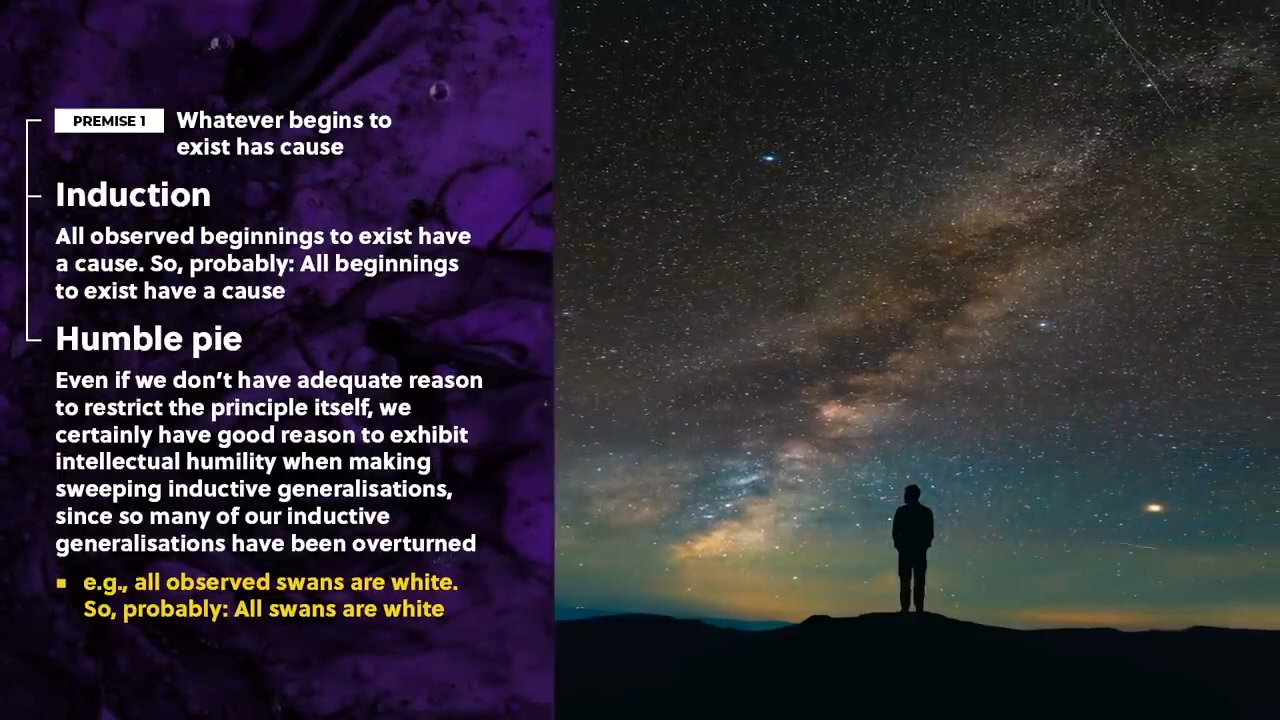 PREMISE 1 Whatever begins to
exist has cause
Induction
All observed beginnings to exist have
a cause. So, probably: All beginnings
to exist have a cause
Humble pie
Even if we don’t have adequate reason
to restrict the principle itself, we
certainly have good reason to exhibit
intellectual humility when making
sweeping inductive generalisations,
since so many of our inductive
generalisations have been overturned
▪ e.g., all observed swans are white.
So, probably: All swans are white